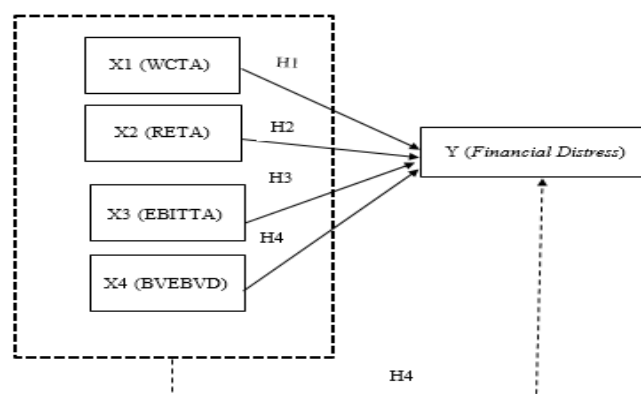 X1 (WCTA)
H1
X2 (RETA)
H2
Y (Financial Distress)
H3
X3 (EBITTA)
H4
X4 (BVEBVD)
H4